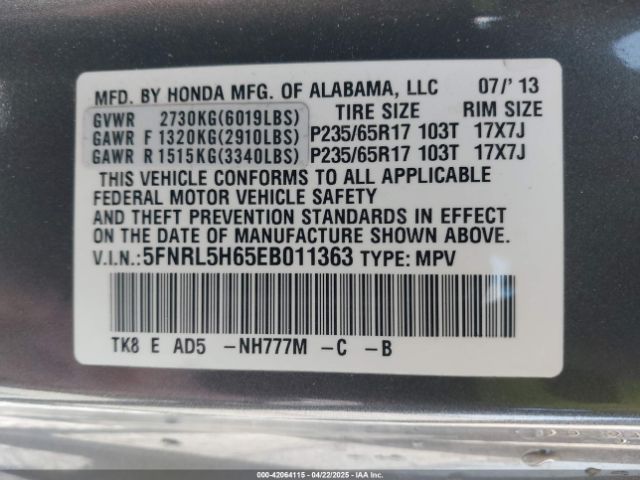 MFD. BY HONDA MFG. OF ALABAMA, LLC 07/'13
GVWR 2730KG(6019LBS) TIRE SIZE RIM SIZE
GAWR F 1320KG(2910LBS) P235/65R17 103T 17X7J
GAWR R 1515KG(3340LBS) P235/65R17 103T 17X7J
THIS VEHICLE CONFORMS TO ALL APPLICABLE
FEDERAL MOTOR VEHICLE SAFETY
AND THEFT PREVENTION STANDARDS IN EFFECT
ON THE DATE OF MANUFACTURE SHOWN ABOVE.
V.I.N.:5FNRL5H65EB011363 TYPE: MPV
TK8 E AD5 -NH777M -C -B
000-42064115 - 04/22/2025 - IAAI.COM